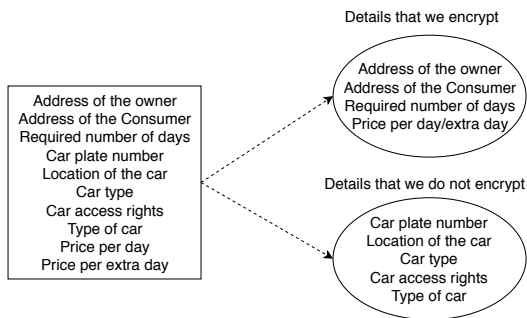 Address of the owner
Address of the Consumer
Required number of days
Car plate number
Location of the car
Car type
Car access rights
Type of car
Price per day
Price per extra day
Details that we encrypt
Address of the owner
Address of the Consumer
Required number of days
Price per day/extra day
Details that we do not encrypt
Car plate number
Location of the car
Car type
Car access rights
Type of car